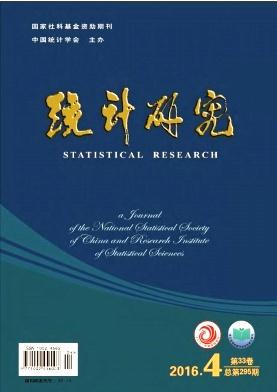 国家社科基金资助期刊
中国统计学会 主办
统计研究
STATISTICAL RESEARCH
a Journal
of the National Statistical Society
of China and Research Institute
of Statistical Sciences
2016.4
第33卷
总第295期